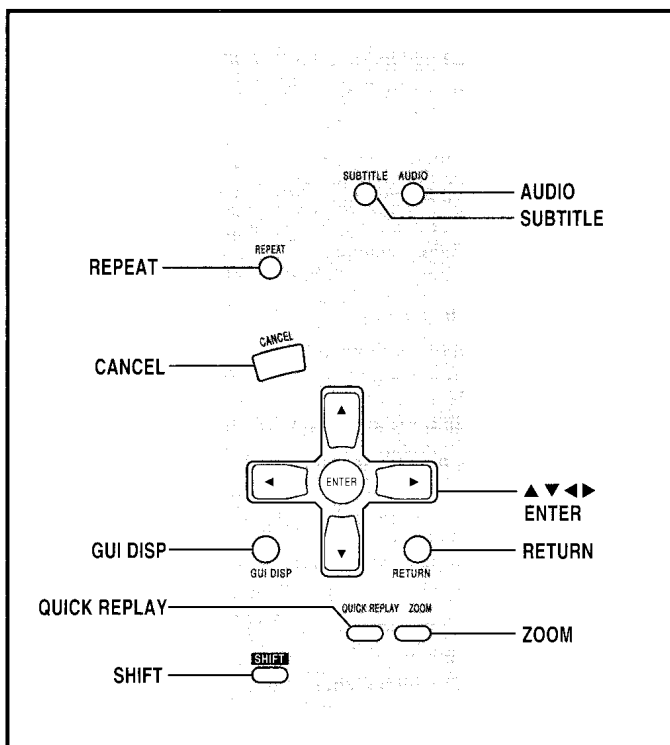 SUBTITLE AUDIO
AUDIO
SUBTITLE
REPEAT
REPEAT
CANCEL
CANCEL
▲
◀ ENTER ▶
▼
▲ ▼ ◀ ▶
ENTER
GUI DISP
GUI DISP
RETURN
RETURN
QUICK REPLAY
QUICK REPLAY ZOOM
ZOOM
SHIFT
SHIFT